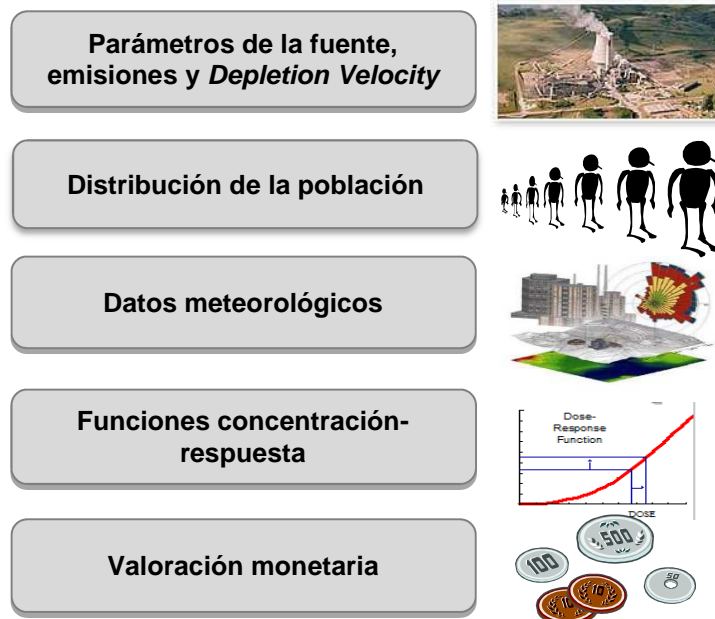 Parámetros de la fuente,
emisiones y Depletion Velocity
Distribución de la población
Datos meteorológicos
Funciones concentración-
respuesta
Dose-
Response
Function
DOSE
Valoración monetaria
500
100
50
10
10